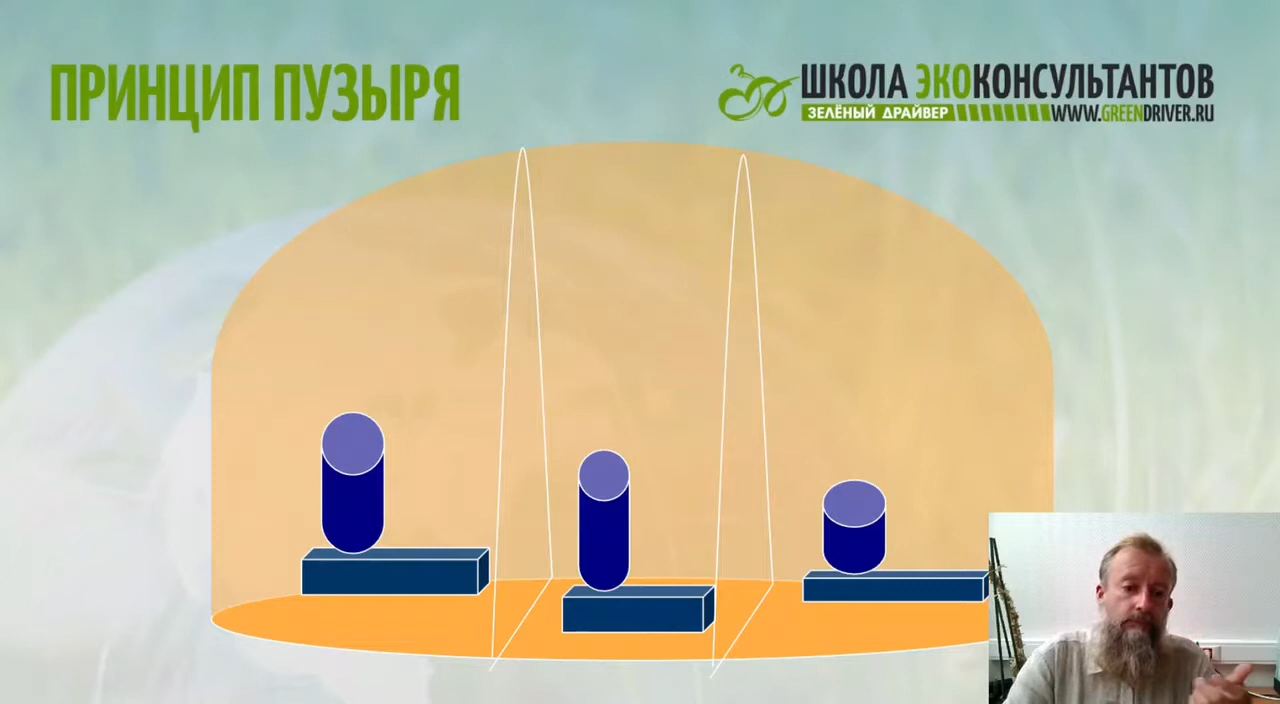 ПРИНЦИП ПУЗЫРЯ
ШКОЛА ЭКОКОНСУЛЬТАНТОВ
ЗЕЛЁНЫЙ ДРАЙВЕР WWW.GREENDRIVER.RU